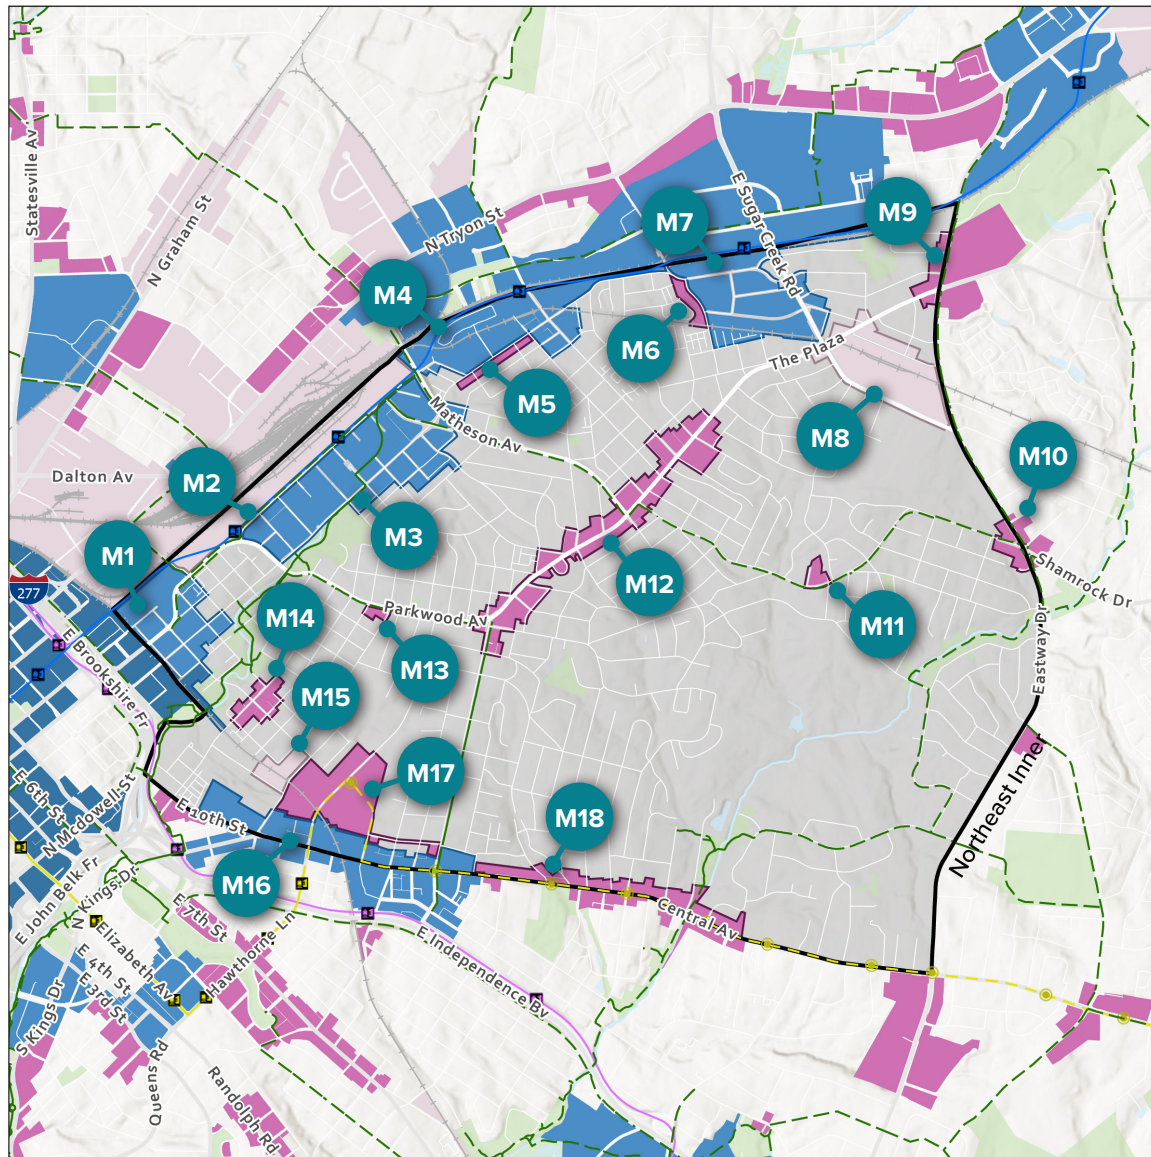 Statesville Av
N Graham St
N Tryon St
E Sugar Creek Rd
M7
M9
M4
M6
The Plaza
M5
Matheson Av
M8
M10
Dalton Av
M2
M3
M1
277
M12
Shamrock Dr
M14
Parkwood Av
M11
M13
Eastway Dr
E Brookshire Fr
M15
Northeast Inner
M17
E 6th St
N McDowell St
E 10th St
M18
M16
E John Belk Fr
N Kings Dr
E 7th St
Hawthorne Ln
Central Av
E Independence Bv
Elizabeth Av
E 4th St
E 3rd St
S Kings Dr
Queens Rd
Randolph Rd